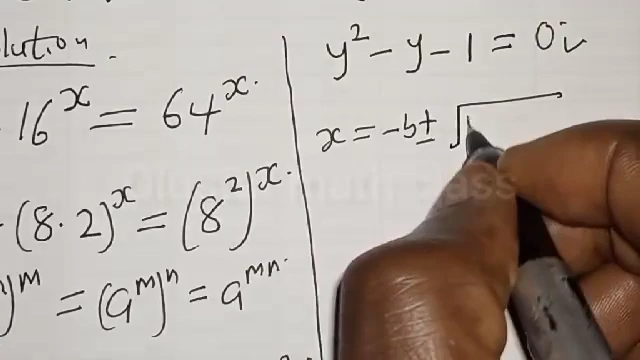 lution.
16^x = 64^x.
(8.2)^x = (8^2)^x.
)^m = (a^m)^n = a^mn.
y^2 - y - 1 = 0
x = -b ± √